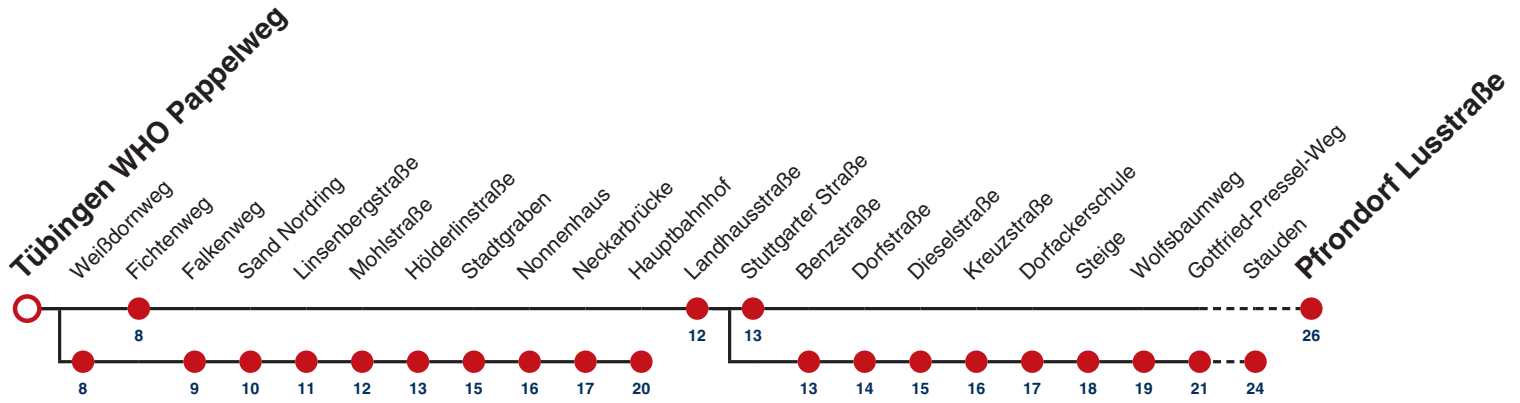 Tübingen WHO Pappelweg
Weißdornweg
Fichtenweg
Falkenweg
Sand Nordring
Linsenbergstraße
Mohlstraße
Hölderlinstraße
Stadtgraben
Nonnenhaus
Neckarbrücke
Hauptbahnhof
Landhausstraße
Stuttgarter Straße
Benzstraße
Dorfstraße
Dieselstraße
Kreuzstraße
Dorfackerschule
Steige
Wolfsbaumweg
Gottfried-Pressel-Weg
Stauden
Pfrondorf Lusstraße
8 12 13 26
8 9 10 11 12 13 15 16 17 20 13 14 15 16 17 18 19 21 24